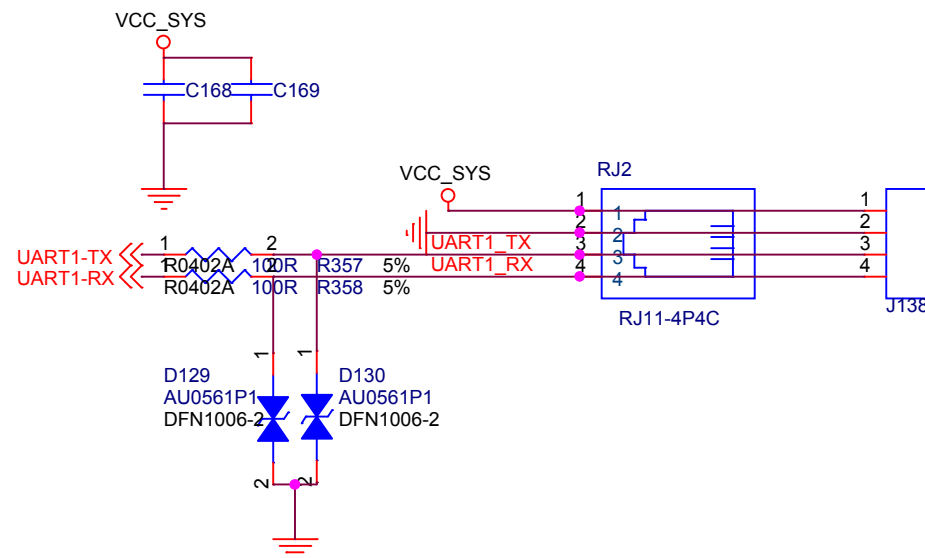 VCC_SYS
C168 C169
VCC_SYS
RJ2
1 1 1
2 2 2
UART1-TX 1 2 UART1_TX 3 3 3
R0402A 100R R357 5%
UART1-RX 1 2 UART1_RX 4 4 4
R0402A 100R R358 5%
RJ11-4P4C
J138
1 1
D129 D130
AU0561P1 AU0561P1
DFN1006-2 DFN1006-2
2 2